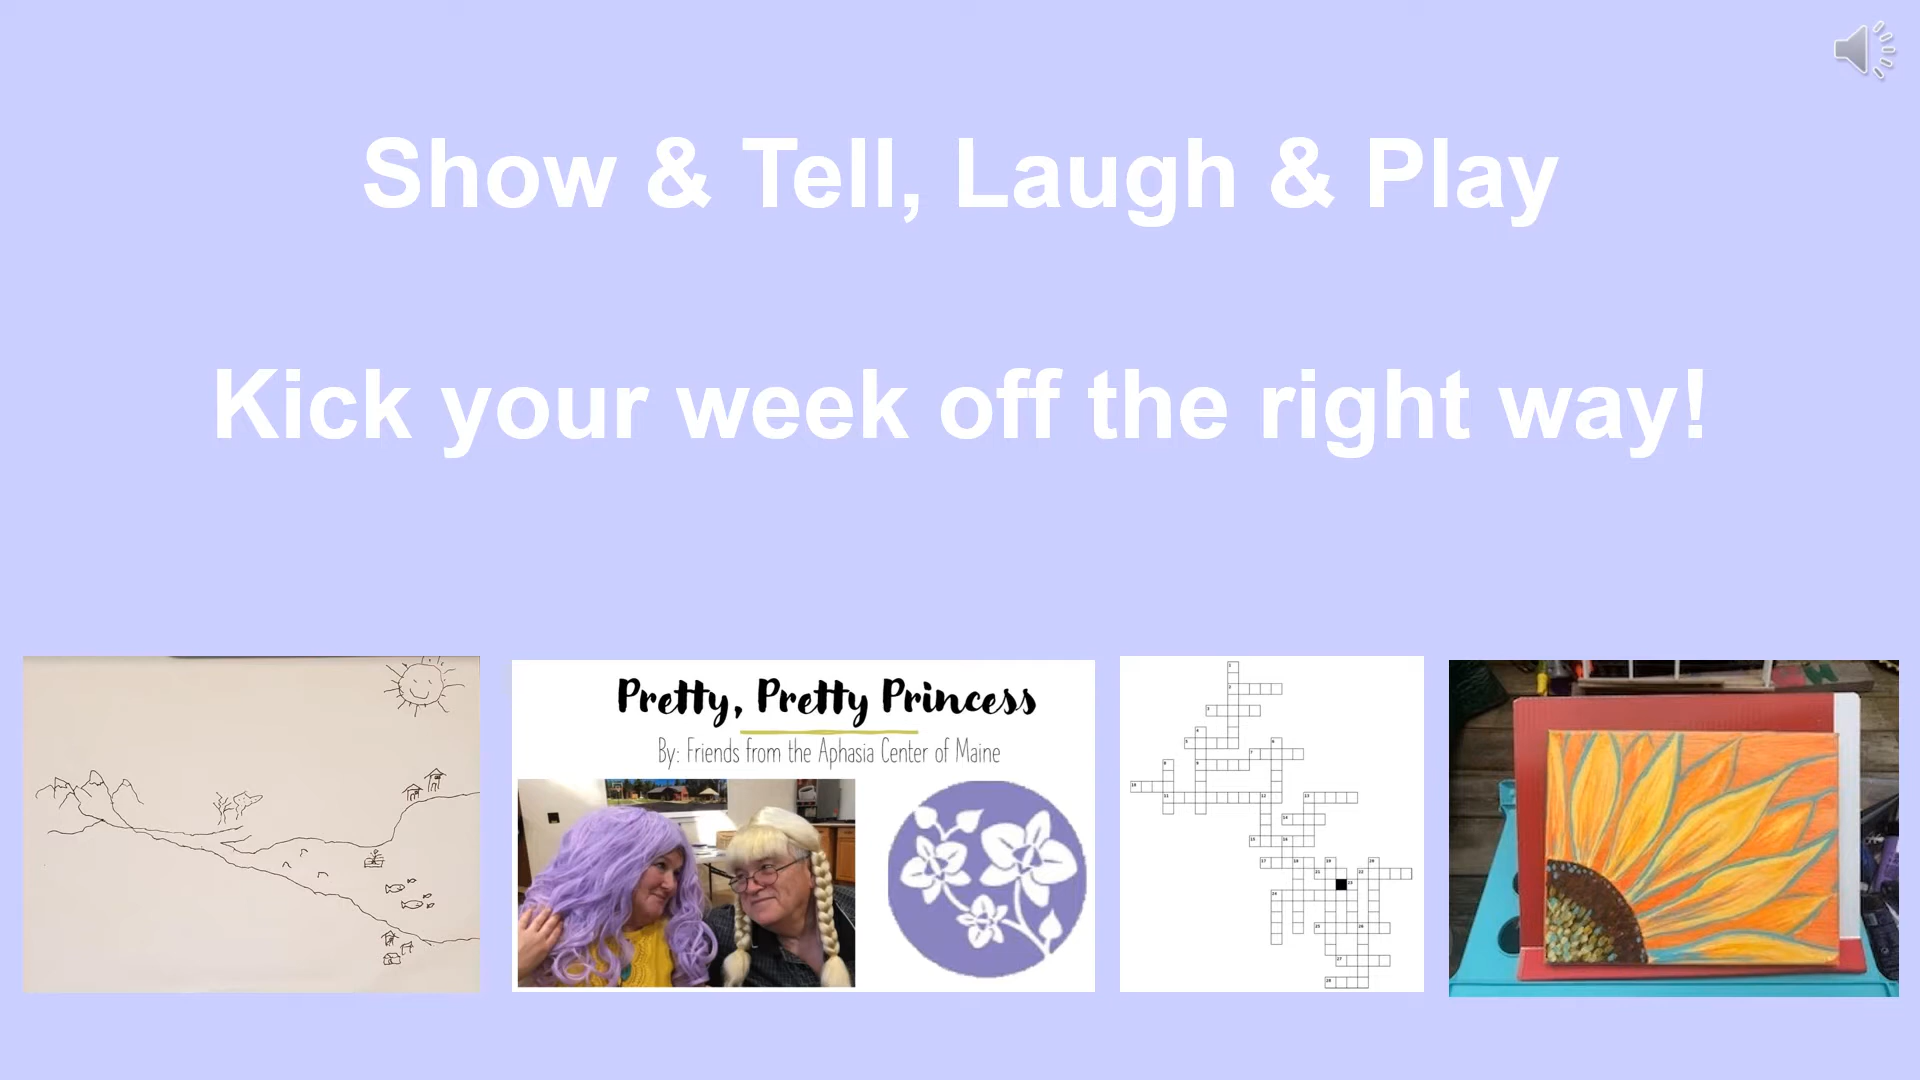 Show & Tell, Laugh & Play
Kick your week off the right way!
Pretty, Pretty Princess
By: Friends from the Aphasia Center of Maine